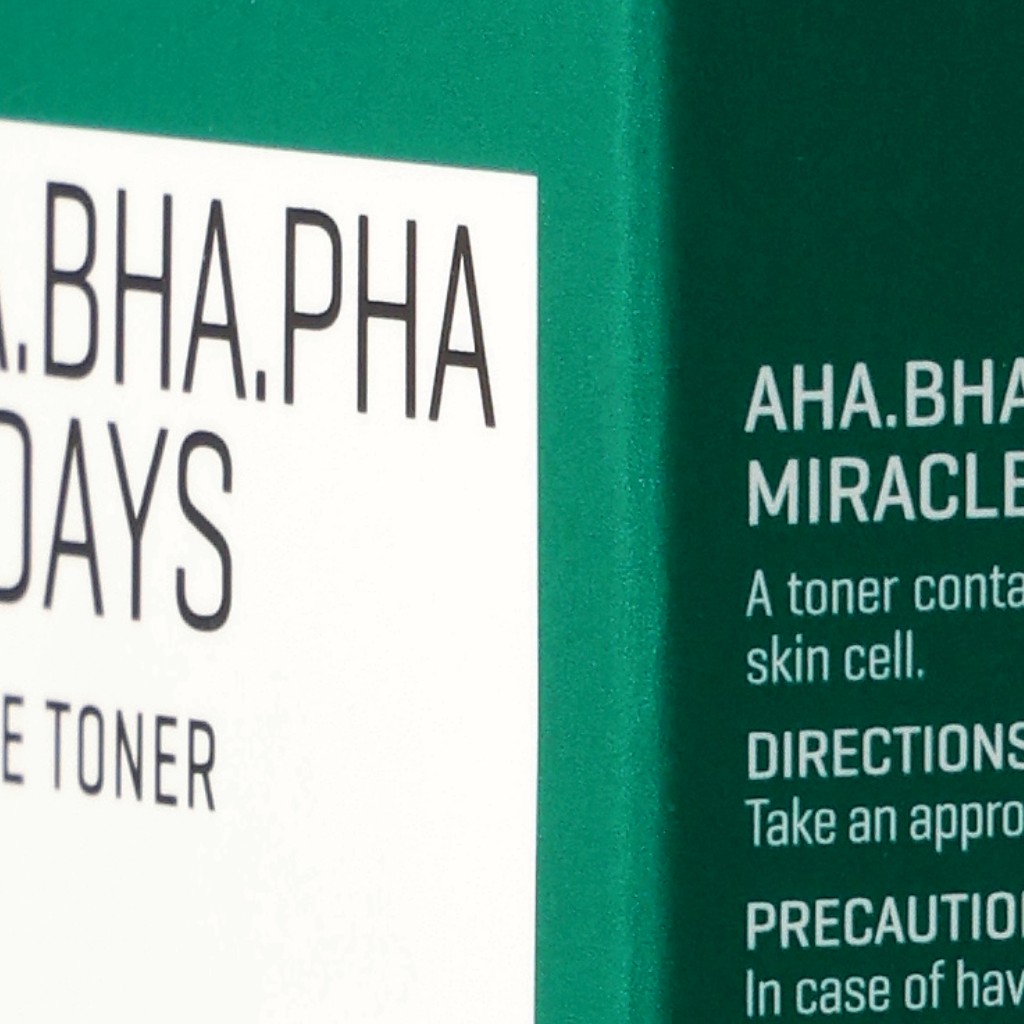 .BHA.PHA
DAYS
E TONER
AHA.BHA
MIRACLE
A toner conta
skin cell.
DIRECTIONS
Take an appro
PRECAUTIO
In case of hav